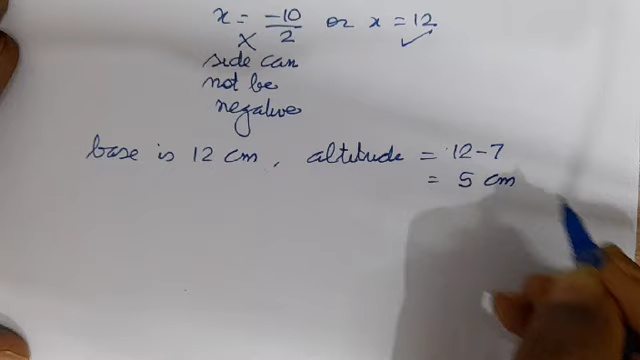 x = -10/2 or x = 12
× ✓
side can
not be
negative
base is 12 cm, altitude = 12-7
= 5 cm